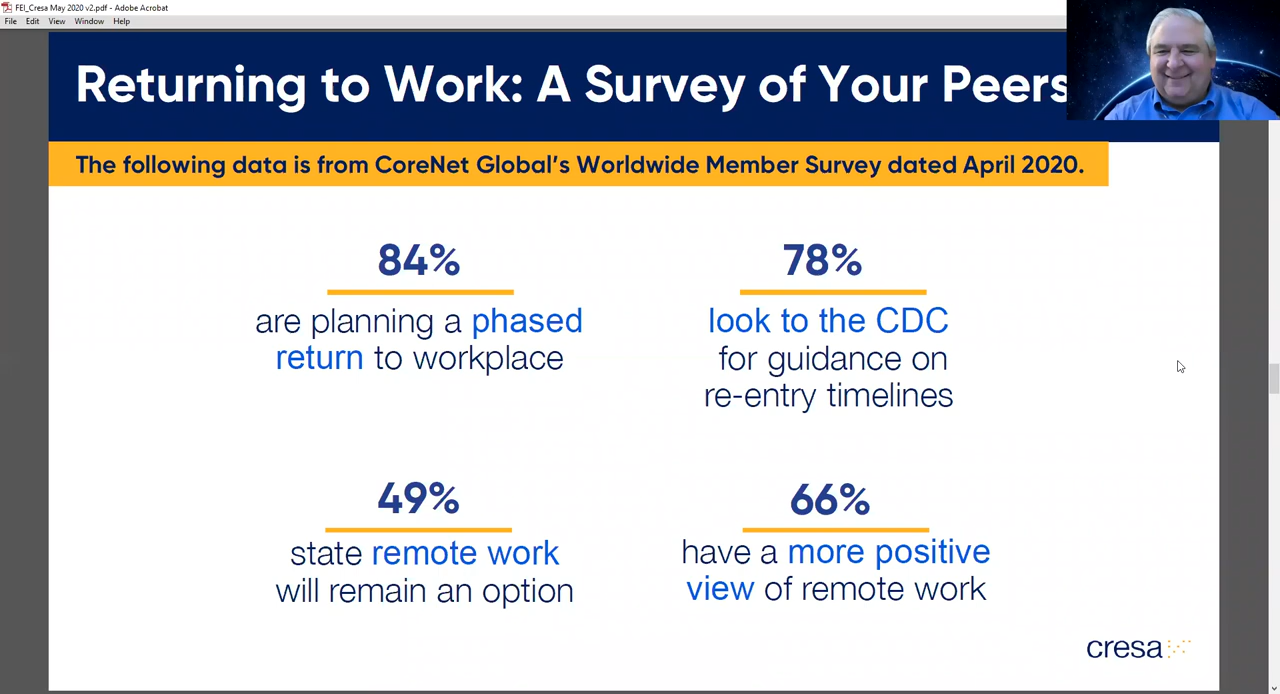 FEI_Cresa May 2020 v2.pdf - Adobe Acrobat
File Edit View Window Help
Returning to Work: A Survey of Your Peers
The following data is from CoreNet Global's Worldwide Member Survey dated April 2020.
84%
are planning a phased
return to workplace
78%
look to the CDC
for guidance on
re-entry timelines
49%
state remote work
will remain an option
66%
have a more positive
view of remote work
cresa